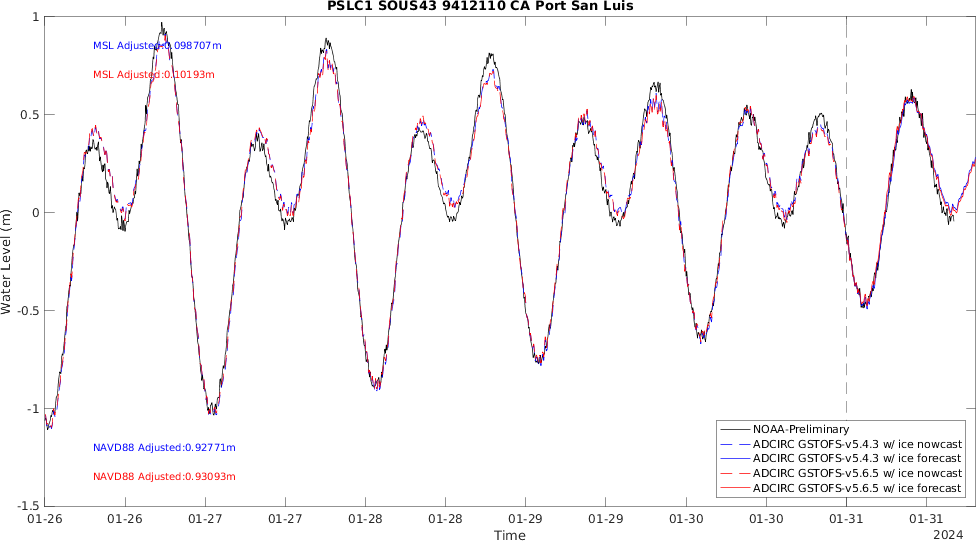 PSLC1 SOUS43 9412110 CA Port San Luis
MSL Adjusted:0.098707m
MSL Adjusted:0.10193m
NAVD88 Adjusted:0.92771m
NAVD88 Adjusted:0.93093m
Water Level (m)
1
0.5
0
-0.5
-1
-1.5
NOAA-Preliminary
ADCIRC GSTOFS-v5.4.3 w/ ice nowcast
ADCIRC GSTOFS-v5.4.3 w/ ice forecast
ADCIRC GSTOFS-v5.6.5 w/ ice nowcast
ADCIRC GSTOFS-v5.6.5 w/ ice forecast
01-26 01-26 01-27 01-27 01-28 01-28 01-29 01-29 01-30 01-30 01-31 01-31
Time
2024